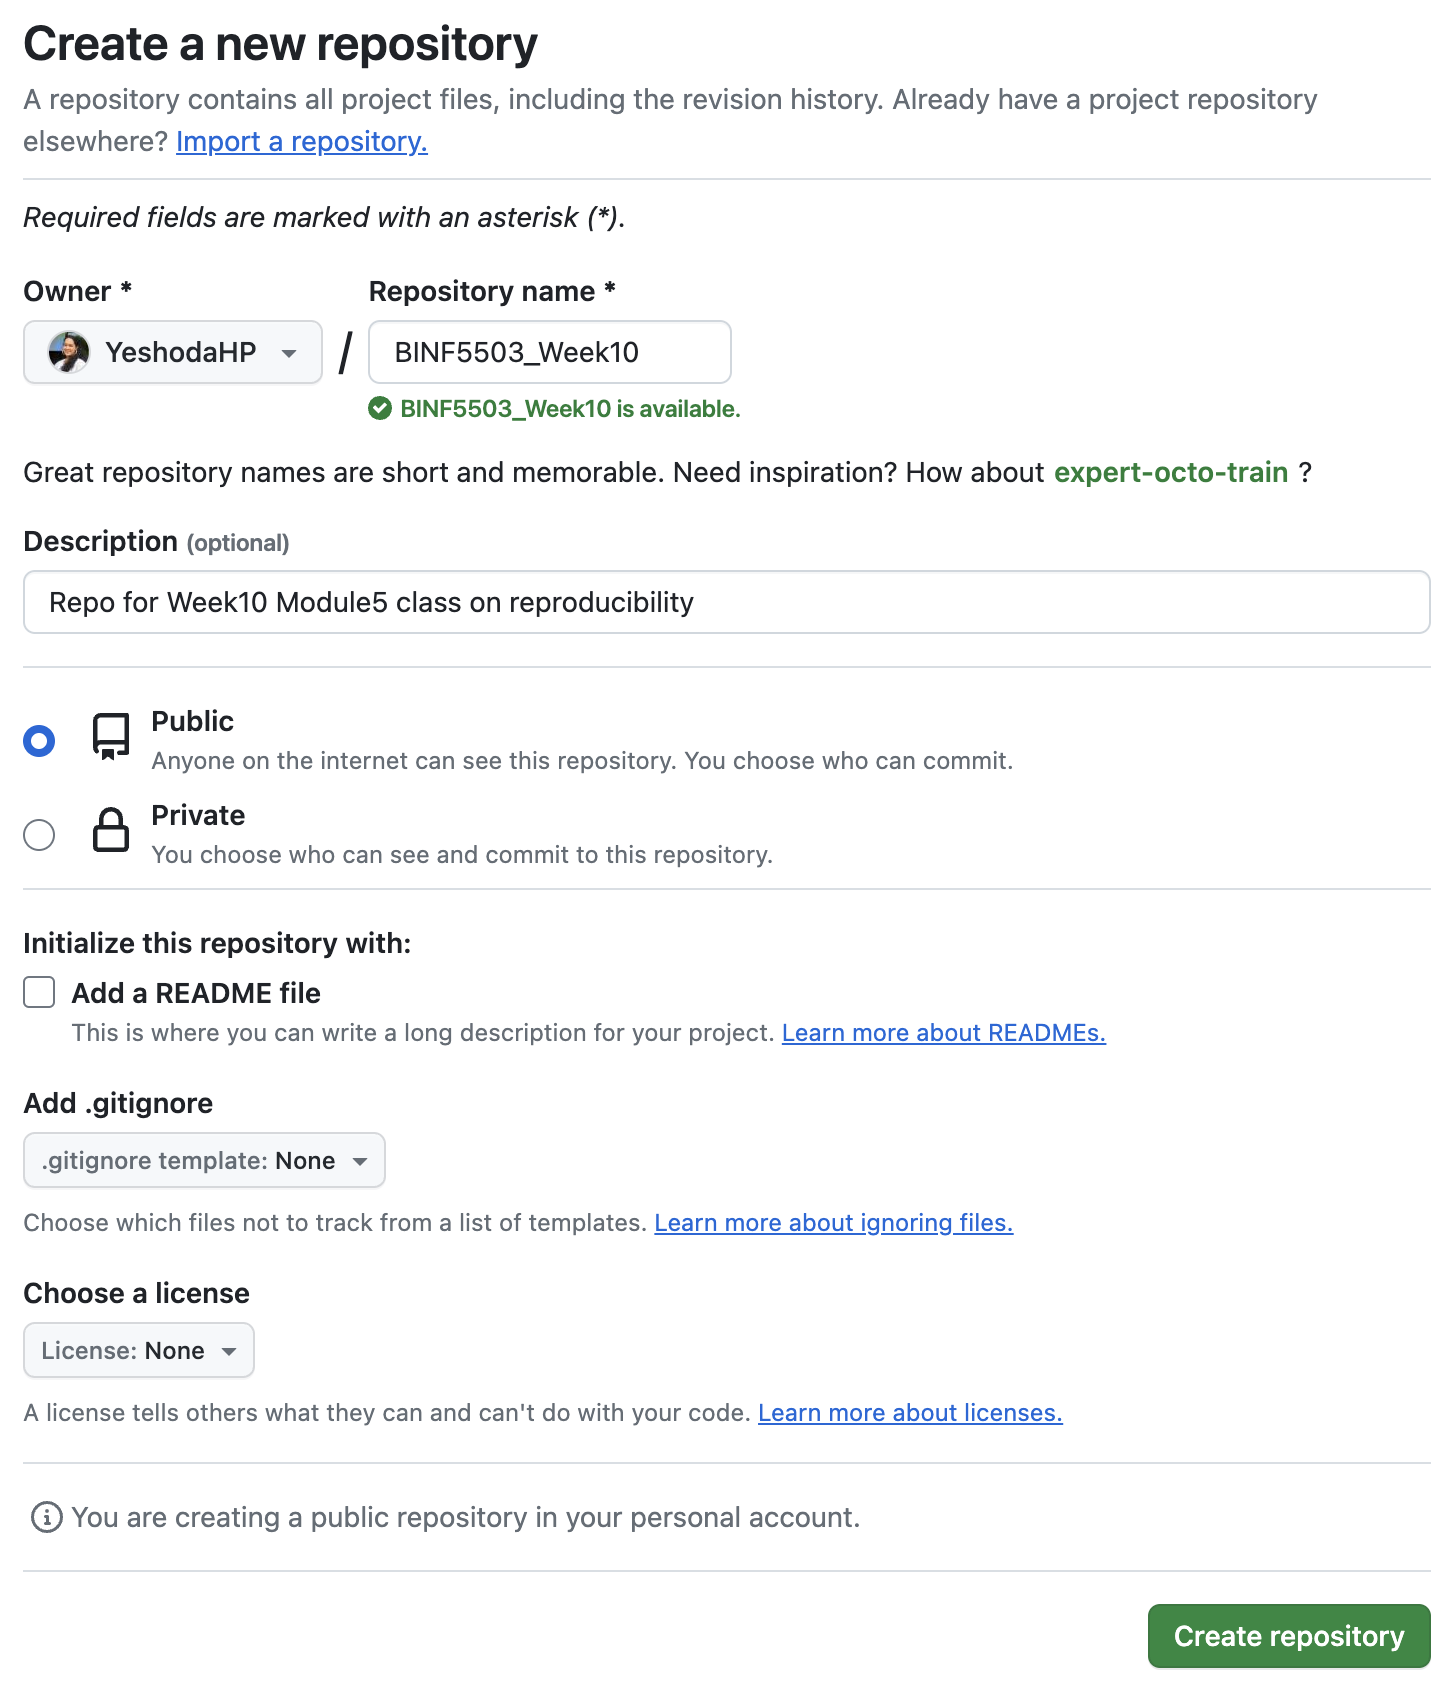 Create a new repository
A repository contains all project files, including the revision history. Already have a project repository
elsewhere? Import a repository.
Required fields are marked with an asterisk (*).
Owner *
Repository name *
YeshodaHP
/
BINF5503_Week10
BINF5503_Week10 is available.
Great repository names are short and memorable. Need inspiration? How about expert-octo-train ?
Description (optional)
Repo for Week10 Module5 class on reproducibility
Public
Anyone on the internet can see this repository. You choose who can commit.
Private
You choose who can see and commit to this repository.
Initialize this repository with:
Add a README file
This is where you can write a long description for your project. Learn more about READMEs.
Add .gitignore
.gitignore template: None
Choose which files not to track from a list of templates. Learn more about ignoring files.
Choose a license
License: None
A license tells others what they can and can't do with your code. Learn more about licenses.
You are creating a public repository in your personal account.
Create repository